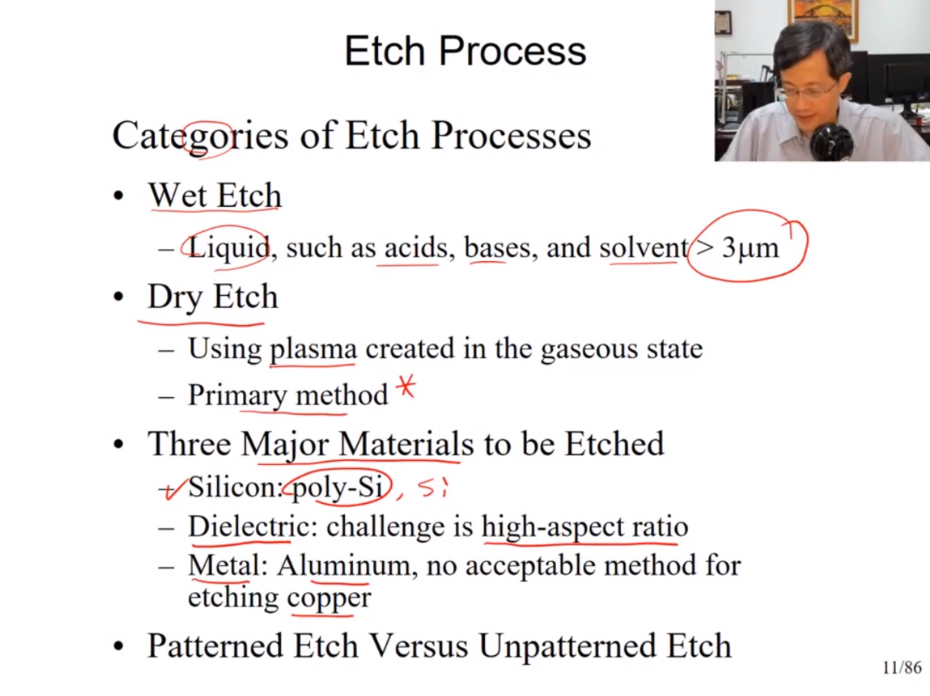 Etch Process
Categories of Etch Processes
• Wet Etch
– Liquid, such as acids, bases, and solvent > 3μm
• Dry Etch
– Using plasma created in the gaseous state
– Primary method *
• Three Major Materials to be Etched
– Silicon: poly-Si , Si
– Dielectric: challenge is high-aspect ratio
– Metal: Aluminum, no acceptable method for
etching copper
• Patterned Etch Versus Unpatterned Etch
11/86